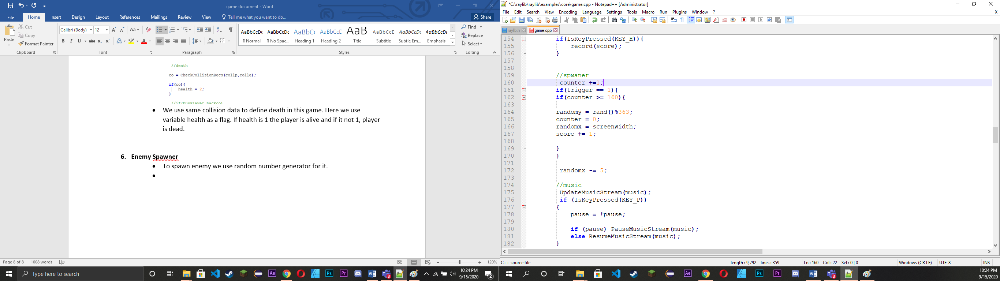 game document - Word
File Home Insert Design Layout References Mailings Review View Tell me what you want to do... Share
Paste
Cut
Copy
Format Painter
Clipboard
Calibri (Body) 12
Font
Paragraph
AaBbCcDc AaBbCcDc AaBbC( AaBbCcE AaB AaBbCcD AaBbCcDc AaBbCcDc
¶ Normal ¶ No Spac... Heading 1 Heading 2 Title Subtitle Subtle Em... Emphasis
Styles
Find
Replace
Select
Editing
//death
co = CheckCollisionRecs(collp,colle);
if(co){
health = 2;
}
//if(busPlayer.backco)
• We use same collision data to define death in this game. Here we use
variable health as a flag. If health is 1 the player is alive and if it not 1, player
is dead.
6. Enemy Spawner
• To spawn enemy we use random number generator for it.
•
Page 8 of 8 1008 words 120%
Type here to search
10:24 PM
9/15/2020
*C:\raylib\raylib\examples\core\game.cpp - Notepad++ [Administrator]
File Edit Search View Encoding Language Settings Tools Macro Run Plugins Window ? X
raylib.h game.cpp
154 if(IsKeyPressed(KEY_H)){
155 record(score);
156 }
157
158
159 //spwaner
160 counter +=1;
161 if(trigger == 1){
162 if(counter >= 160){
163
164 randomy = rand()%363;
165 counter = 0;
166 randomx = screenWidth;
167 score += 1;
168
169 }
170 }
171
172 randomx -= 5;
173
174 //music
175 UpdateMusicStream(music);
176 if (IsKeyPressed(KEY_P))
177 {
178 pause = !pause;
179
180 if (pause) PauseMusicStream(music);
181 else ResumeMusicStream(music);
182 }
C++ source file length : 9,792 lines : 359 Ln : 160 Col : 22 Sel : 0 | 0 Windows (CR LF) UTF-8 INS
10:24 PM
9/15/2020